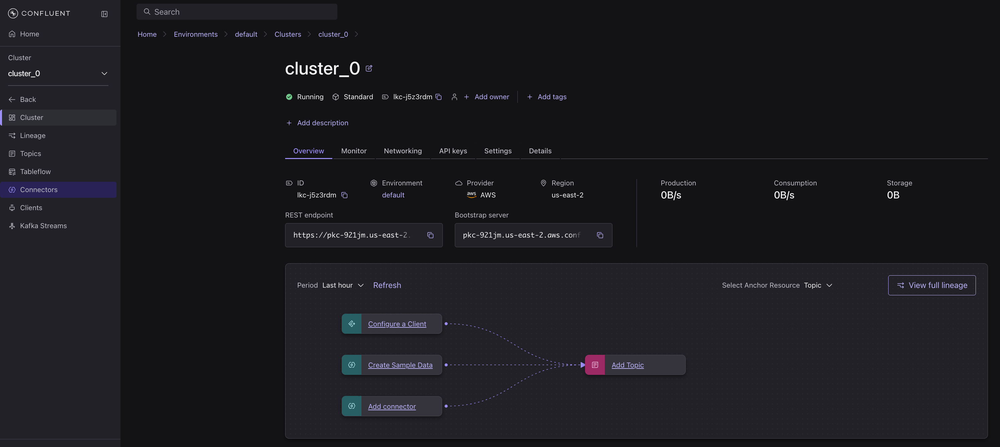 CONFLUENT
Search
Home
Home
Environments
default
Clusters
cluster_0
Cluster
cluster_0
Back
Cluster
Lineage
Topics
Tableflow
Connectors
Clients
Kafka Streams
cluster_0
Running
Standard
lkc-j5z3rdm
+ Add owner
+ Add tags
+ Add description
Overview
Monitor
Networking
API keys
Settings
Details
ID
lkc-j5z3rdm
Environment
default
Provider
aws AWS
Region
us-east-2
Production
0B/s
Consumption
0B/s
Storage
0B
REST endpoint
https://pkc-921jm.us-east-2.
Bootstrap server
pkc-921jm.us-east-2.aws.conf
Period Last hour
Refresh
Select Anchor Resource Topic
View full lineage
Configure a Client
Create Sample Data
Add Topic
Add connector